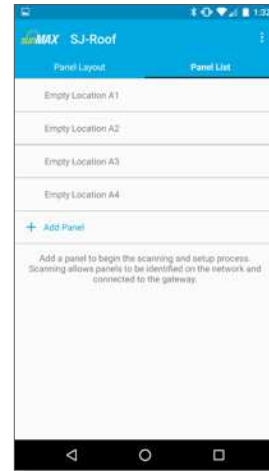 1:33
SJ-Roof
Panel Layout
Panel List
Empty Location A1
Empty Location A2
Empty Location A3
Empty Location A4
+ Add Panel
Add a panel to begin the scanning and setup process.
Scanning allows panels to be identified on the network and
connected to the gateway.